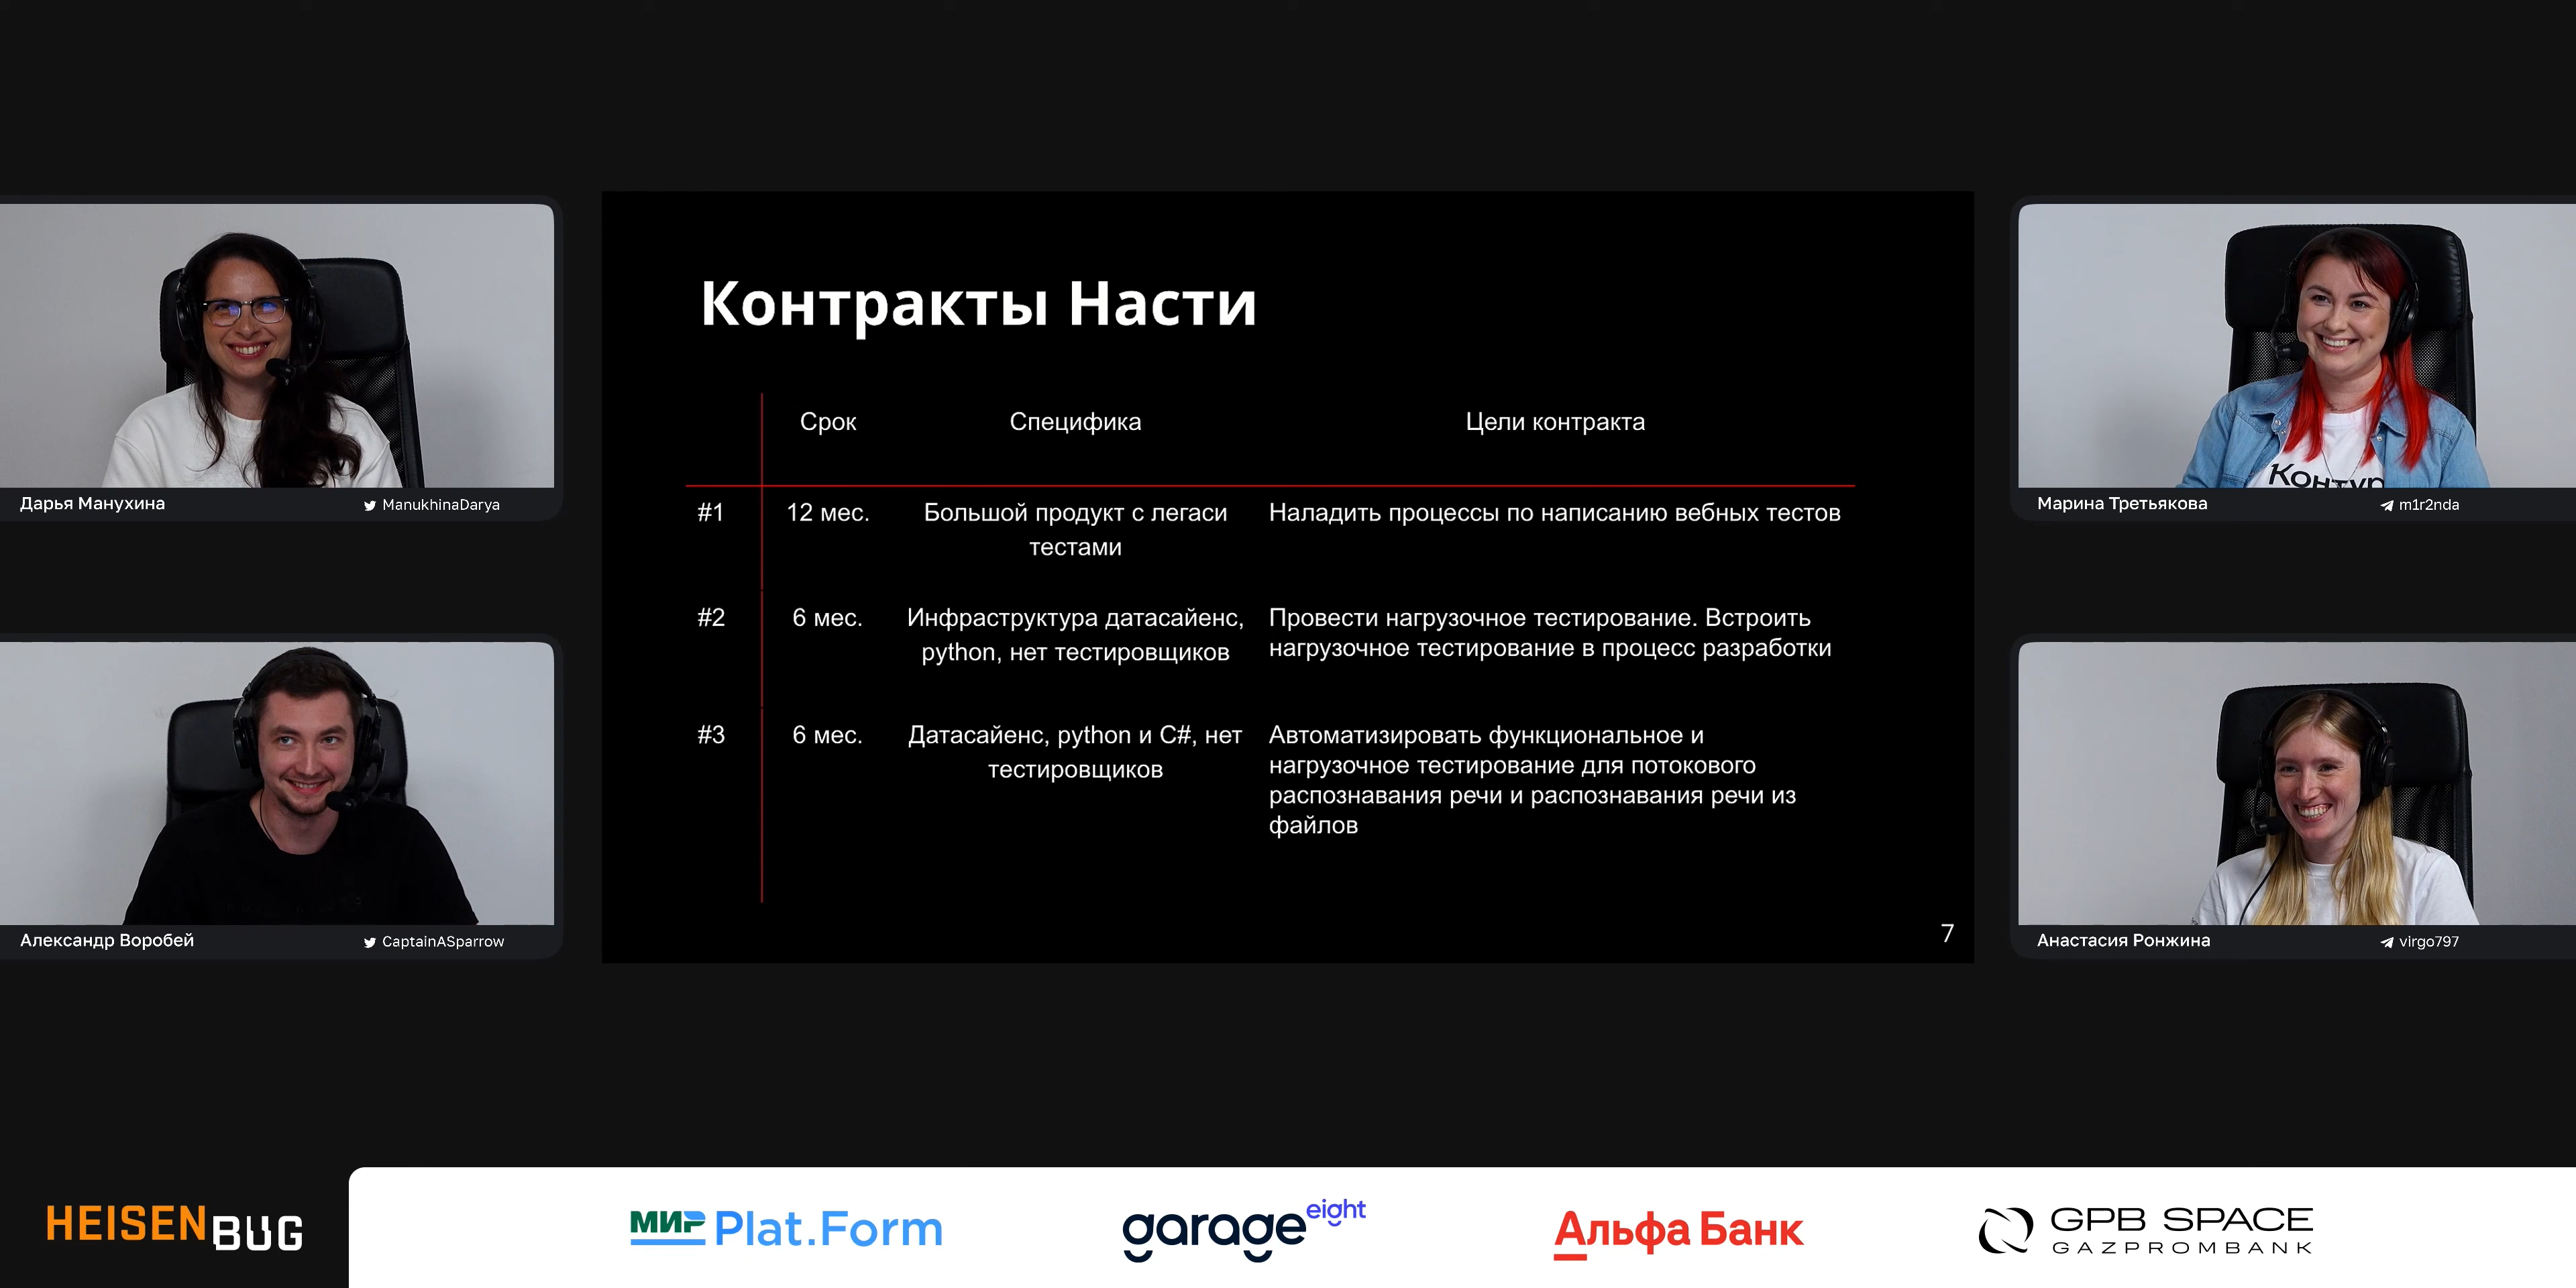 Дарья Манухина
ManukhinaDarya
Александр Воробей
CaptainASparrow
Контракты Насти
Срок Специфика Цели контракта
#1 12 мес. Большой продукт с легаси Наладить процессы по написанию вебных тестов
тестами
#2 6 мес. Инфраструктура датасайенс, Провести нагрузочное тестирование. Встроить
python, нет тестировщиков нагрузочное тестирование в процесс разработки
#3 6 мес. Датасайенс, python и C#, нет Автоматизировать функциональное и
тестировщиков нагрузочное тестирование для потокового
распознавания речи и распознавания речи из
файлов
7
Контур
Марина Третьякова
m1r2nda
Анастасия Ронжина
virgo797
HEISENBUG
МИР Plat.Form
garage eight
Альфа Банк
GPB SPACE
GAZPROMBANK